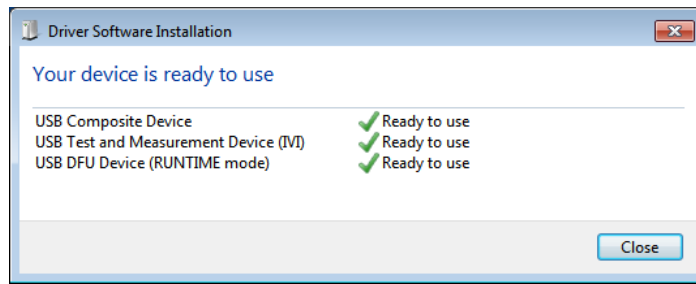 Driver Software Installation
Your device is ready to use
USB Composite Device Ready to use
USB Test and Measurement Device (IVI) Ready to use
USB DFU Device (RUNTIME mode) Ready to use
Close